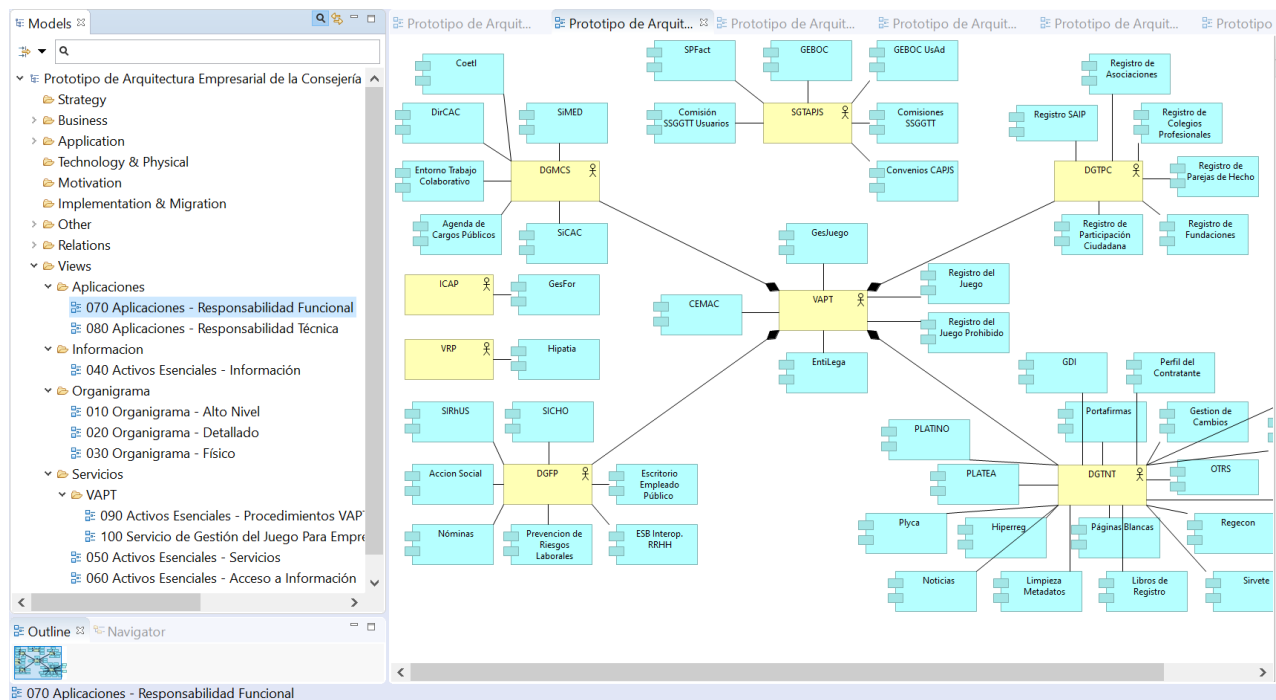 Models
Prototipo de Arquit...
Prototipo de Arquit...
Prototipo de Arquit...
Prototipo de Arquit...
Prototipo de Arquit...
Prototipo
Prototipo de Arquitectura Empresarial de la Consejería
Strategy
Business
Application
Technology & Physical
Motivation
Implementation & Migration
Other
Relations
Views
Aplicaciones
070 Aplicaciones - Responsabilidad Funcional
080 Aplicaciones - Responsabilidad Técnica
Informacion
040 Activos Esenciales - Información
Organigrama
010 Organigrama - Alto Nivel
020 Organigrama - Detallado
030 Organigrama - Físico
Servicios
VAPT
090 Activos Esenciales - Procedimientos VAP
100 Servicio de Gestión del Juego Para Empre
050 Activos Esenciales - Servicios
060 Activos Esenciales - Acceso a Información
Outline
Navigator
Coetl
DirCAC
SiMED
Entorno Trabajo
Colaborativo
DGMCS
Agenda de
Cargos Públicos
SiCAC
SPFact
GEBOC
GEBOC UsAd
Comisión
SSGGTT Usuarios
SGTAPJS
Comisiones
SSGGTT
Convenios CAPJS
Registro de
Asociaciones
Registro SAIP
Registro de
Colegios
Profesionales
DGTPC
Registro de
Parejas de Hecho
Registro de
Participación
Ciudadana
Registro de
Fundaciones
ICAP
GesFor
VRP
Hipatia
GesJuego
CEMAC
VAPT
Registro del
Juego
Registro del
Juego Prohibido
EntiLega
SIRhUS
SICHO
Accion Social
DGFP
Escritorio
Empleado
Público
Nóminas
Prevencion de
Riesgos
Laborales
ESB Interop.
RRHH
GDI
Perfil del
Contratante
Portafirmas
Gestion de
Cambios
PLATINO
PLATEA
DGTNT
OTRS
Plyca
Hiperreg
Páginas Blancas
Regecon
Noticias
Limpieza
Metadatos
Libros de
Registro
Sirvete
070 Aplicaciones - Responsabilidad Funcional